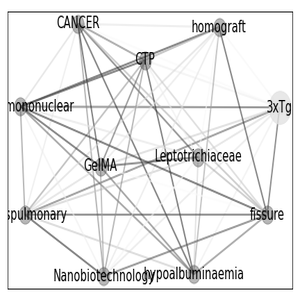 CANCER
homograft
CTP
mononuclear
3xTg
GelMA
Leptotrichiaceae
spulmonary
fissure
Nanobiotechnology
hypoalbuminaemia